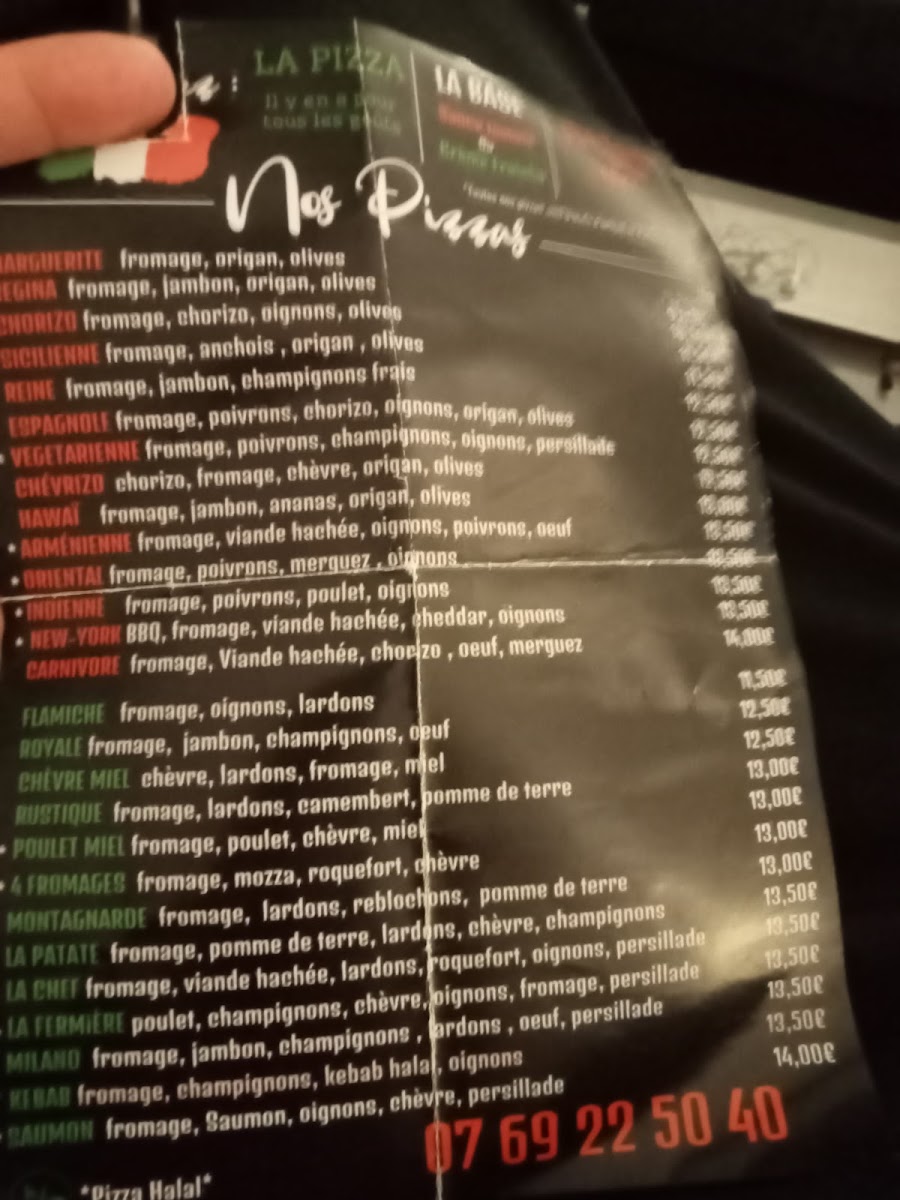 LA PIZZA
Il y en a pour
tous les goûts
LA BASE
Nos Pizzas
MARGUERITE fromage, origan, olives
REGINA fromage, jambon, origan, olives
CHORIZO fromage, chorizo, oignons, olives
SICILIENNE fromage, anchois , origan , olives
REINE fromage, jambon, champignons frais
ESPAGNOLE fromage, poivrons, chorizo, oignons, origan, olives
VEGETARIENNE fromage, poivrons, champignons, oignons, persillade
CHÉVRIZO chorizo, fromage, chèvre, origan, olives
HAWAÏ fromage, jambon, ananas, origan, olives
• ARMÉNIENNE fromage, viande hachée, oignons, poivrons, oeuf
• ORIENTAL fromage, poivrons, merguez , oignons
• INDIENNE fromage, poivrons, poulet, oignons 13,50€
• NEW-YORK BBQ, fromage, viande hachée, cheddar, oignons 13,50€
CARNIVORE fromage, Viande hachée, chorizo , oeuf, merguez 14,00€
FLAMICHE fromage, oignons, lardons 11,50€
ROYALE fromage, jambon, champignons, oeuf 12,50€
CHÈVRE MIEL chèvre, lardons, fromage, miel 12,50€
RUSTIQUE fromage, lardons, camembert, pomme de terre 13,00€
• POULET MIEL fromage, poulet, chèvre, miel 13,00€
• 4 FROMAGES fromage, mozza, roquefort, chèvre 13,00€
MONTAGNARDE fromage, lardons, reblochons, pomme de terre 13,00€
LA PATATE fromage, pomme de terre, lardons, chèvre, champignons 13,50€
LA CHEF fromage, viande hachée, lardons, roquefort, oignons, persillade 13,50€
LA FERMIÈRE poulet, champignons, chèvre, oignons, fromage, persillade 13,50€
MILANO fromage, jambon, champignons , lardons , oeuf, persillade 13,50€
KEBAB fromage, champignons, kebab halal, oignons 13,50€
SAUMON fromage, Saumon, oignons, chèvre, persillade 14,00€
07 69 22 50 40
*Pizza Halal*